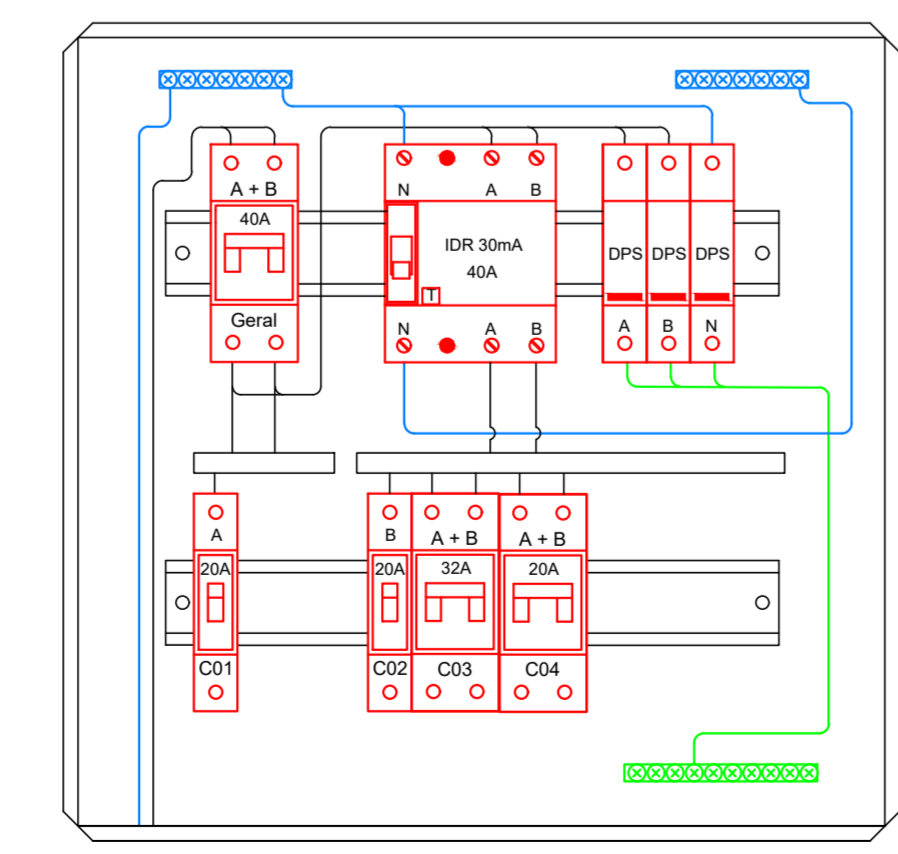 A + B
N A B
40A
IDR 30mA
40A
DPS DPS DPS
T
Geral
N A B
A B N
A
B
A + B
A + B
20A
20A
32A
20A
C01
C02
C03
C04